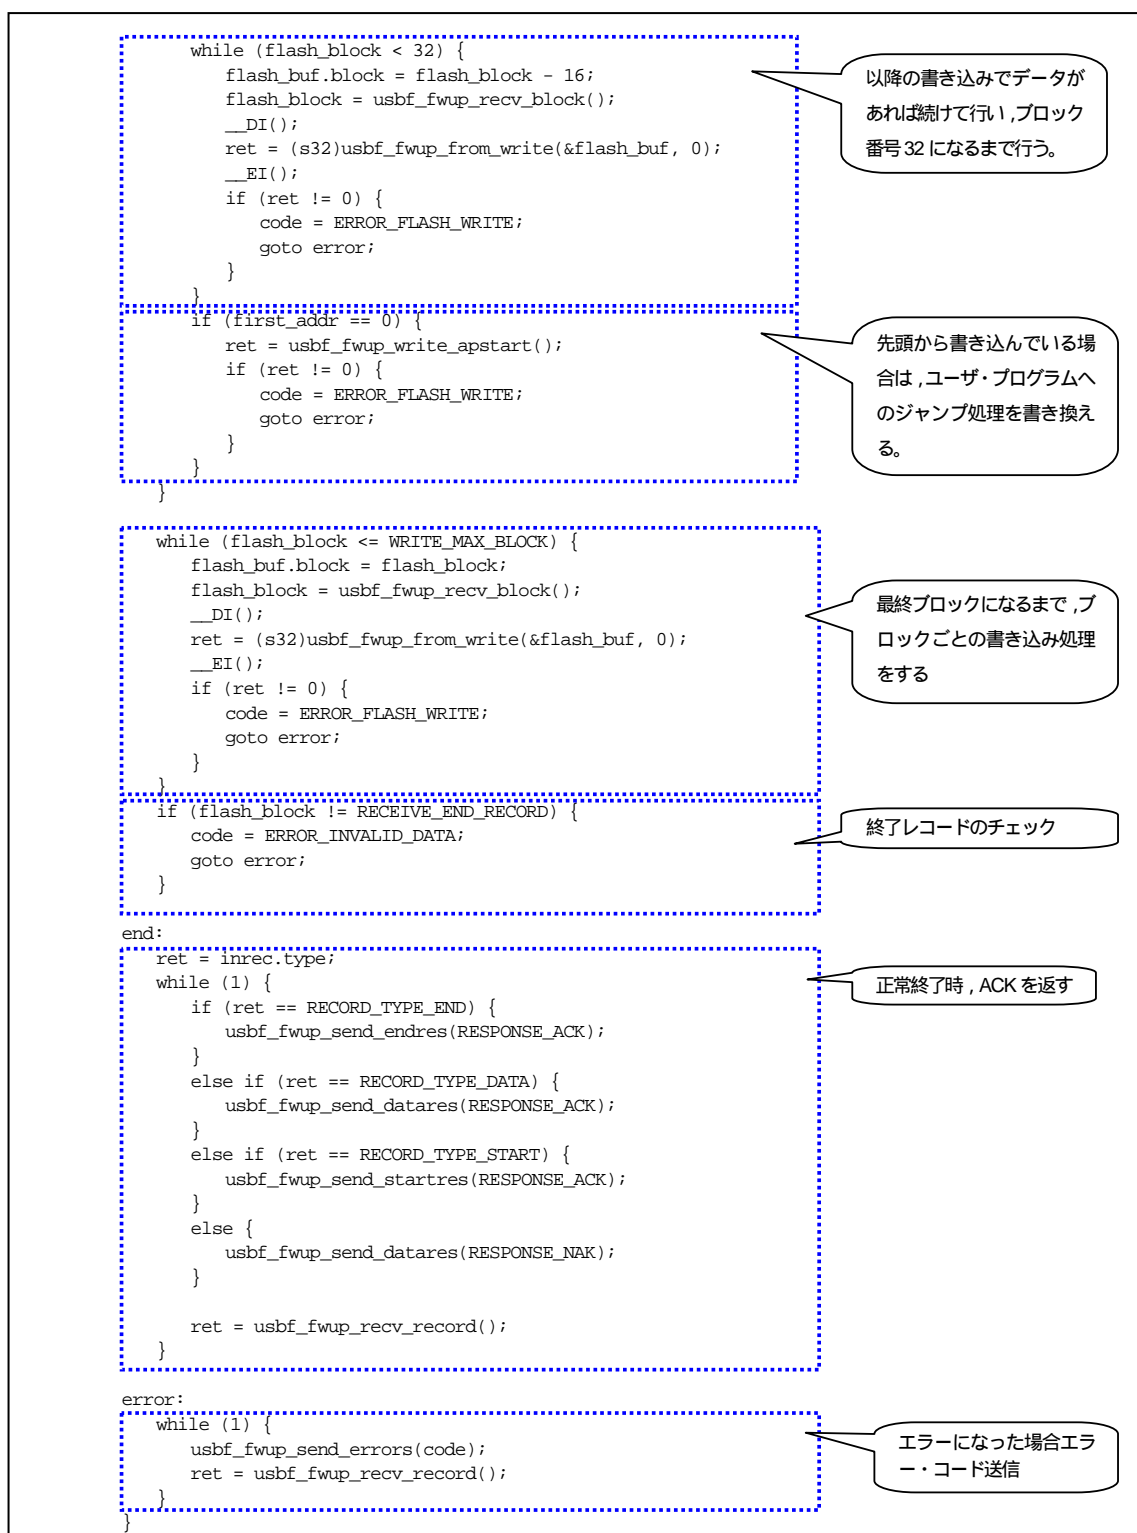 while (flash_block < 32) {
flash_buf.block = flash_block - 16;
flash_block = usbf_fwup_recv_block();
__DI();
ret = (s32)usbf_fwup_from_write(&flash_buf, 0);
__EI();
if (ret != 0) {
code = ERROR_FLASH_WRITE;
goto error;
}
}
以降の書き込みでデータが
あれば続けて行い，ブロック
番号 32 になるまで行う。
if (first_addr == 0) {
ret = usbf_fwup_write_apstart();
if (ret != 0) {
code = ERROR_FLASH_WRITE;
goto error;
}
}
}
先頭から書き込んでいる場
合は，ユーザ・プログラムへ
のジャンプ処理を書き換え
る。
while (flash_block <= WRITE_MAX_BLOCK) {
flash_buf.block = flash_block;
flash_block = usbf_fwup_recv_block();
__DI();
ret = (s32)usbf_fwup_from_write(&flash_buf, 0);
__EI();
if (ret != 0) {
code = ERROR_FLASH_WRITE;
goto error;
}
}
最終ブロックになるまで，ブ
ロックごとの書き込み処理
をする
if (flash_block != RECEIVE_END_RECORD) {
code = ERROR_INVALID_DATA;
goto error;
}
終了レコードのチェック
end:
ret = inrec.type;
while (1) {
if (ret == RECORD_TYPE_END) {
usbf_fwup_send_endres(RESPONSE_ACK);
}
else if (ret == RECORD_TYPE_DATA) {
usbf_fwup_send_datares(RESPONSE_ACK);
}
else if (ret == RECORD_TYPE_START) {
usbf_fwup_send_startres(RESPONSE_ACK);
}
else {
usbf_fwup_send_datares(RESPONSE_NAK);
}
ret = usbf_fwup_recv_record();
}
正常終了時，ACK を返す
error:
while (1) {
usbf_fwup_send_errors(code);
ret = usbf_fwup_recv_record();
}
}
エラーになった場合エラ
ー・コード送信